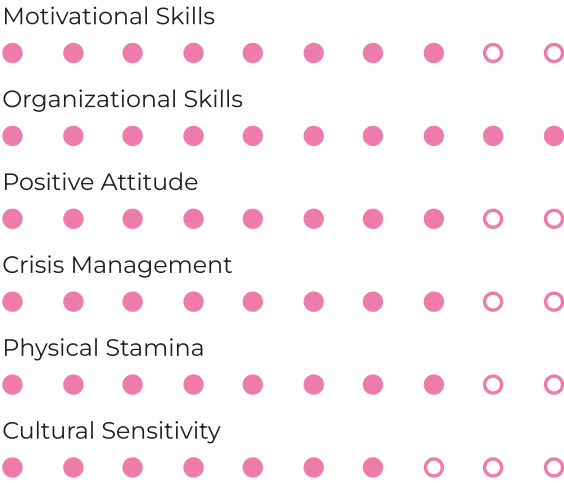 Motivational Skills
Organizational Skills
Positive Attitude
Crisis Management
Physical Stamina
Cultural Sensitivity